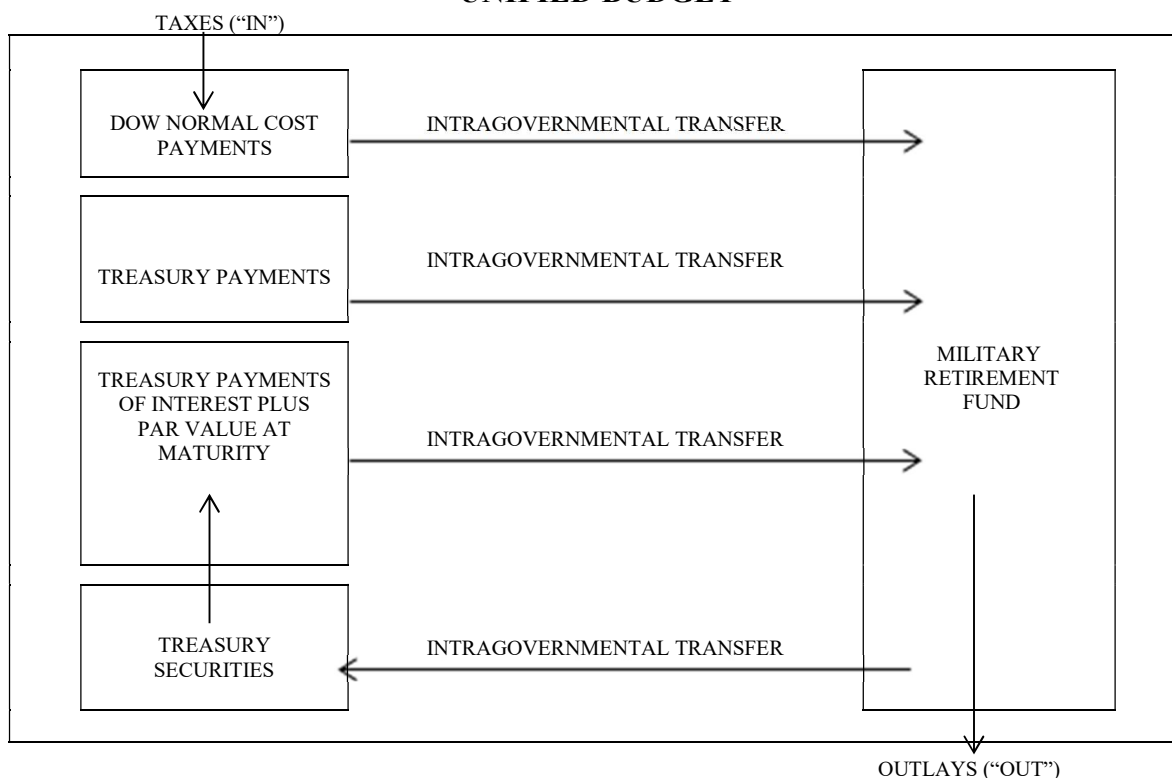 UNIFIED BUDGET
TAXES (“IN”)
DOW NORMAL COST
PAYMENTS
INTRAGOVERNMENTAL TRANSFER
TREASURY PAYMENTS
INTRAGOVERNMENTAL TRANSFER
TREASURY PAYMENTS
OF INTEREST PLUS
PAR VALUE AT
MATURITY
INTRAGOVERNMENTAL TRANSFER
MILITARY
RETIREMENT
FUND
TREASURY
SECURITIES
INTRAGOVERNMENTAL TRANSFER
OUTLAYS (“OUT”)